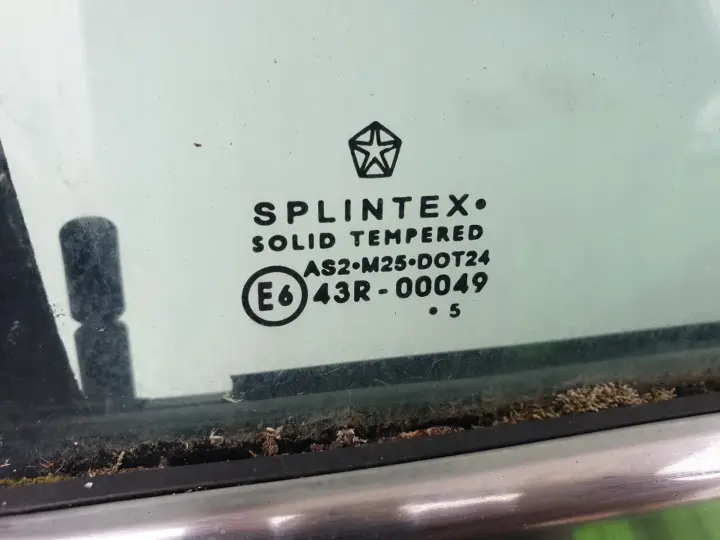 SPLINTEX•
SOLID TEMPERED
AS2•M25•DOT24
E6 43R-00049
•5